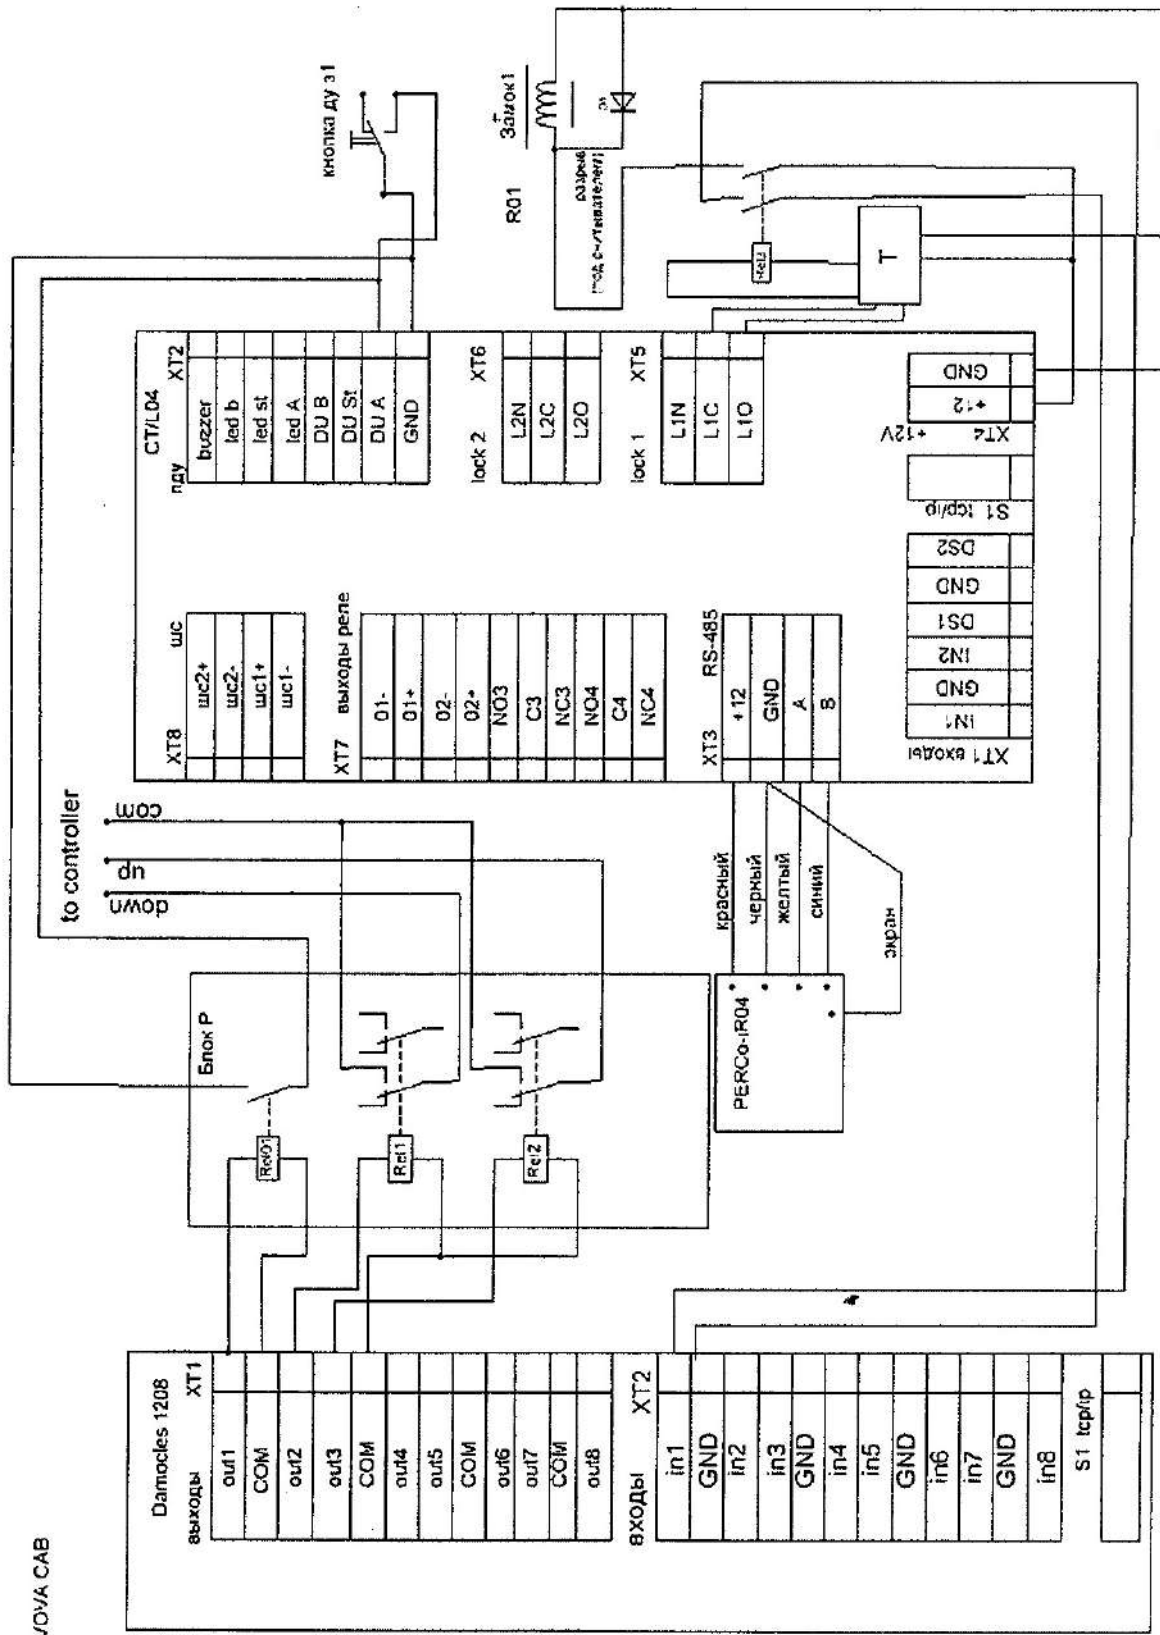 VOVA CAB
Damocles 1208
выходы XT1
out1
COM
out2
out3
COM
out4
out5
COM
out6
out7
COM
out8
входы XT2
in1
GND
in2
in3
GND
in4
in5
GND
in6
in7
GND
in8
S1 tcp/ip
Блок Р
Rel01
Rel1
Rel2
to controller
down
up
com
PERCo-IR04
красный
черный
желтый
синий
экран
CT/L04
XT8 шс
шс2+
шс2-
шс1+
шс1-
XT7 выходы реле
01-
01+
02-
02+
NO3
C3
NC3
NO4
C4
NC4
XT3 RS-485
+12
GND
A
B
пду XT2
buzzer
led b
led st
led A
DU B
DU St
DU A
GND
lock 2 XT6
L2N
L2C
L2O
lock 1 XT5
L1N
L1C
L1O
XT1 входы
IN1
GND
IN2
DS1
GND
DS2
S1 tcp/ip
XT4 +12V
+12
GND
кнопка ду з1
R01
Замок1
разрыв
T